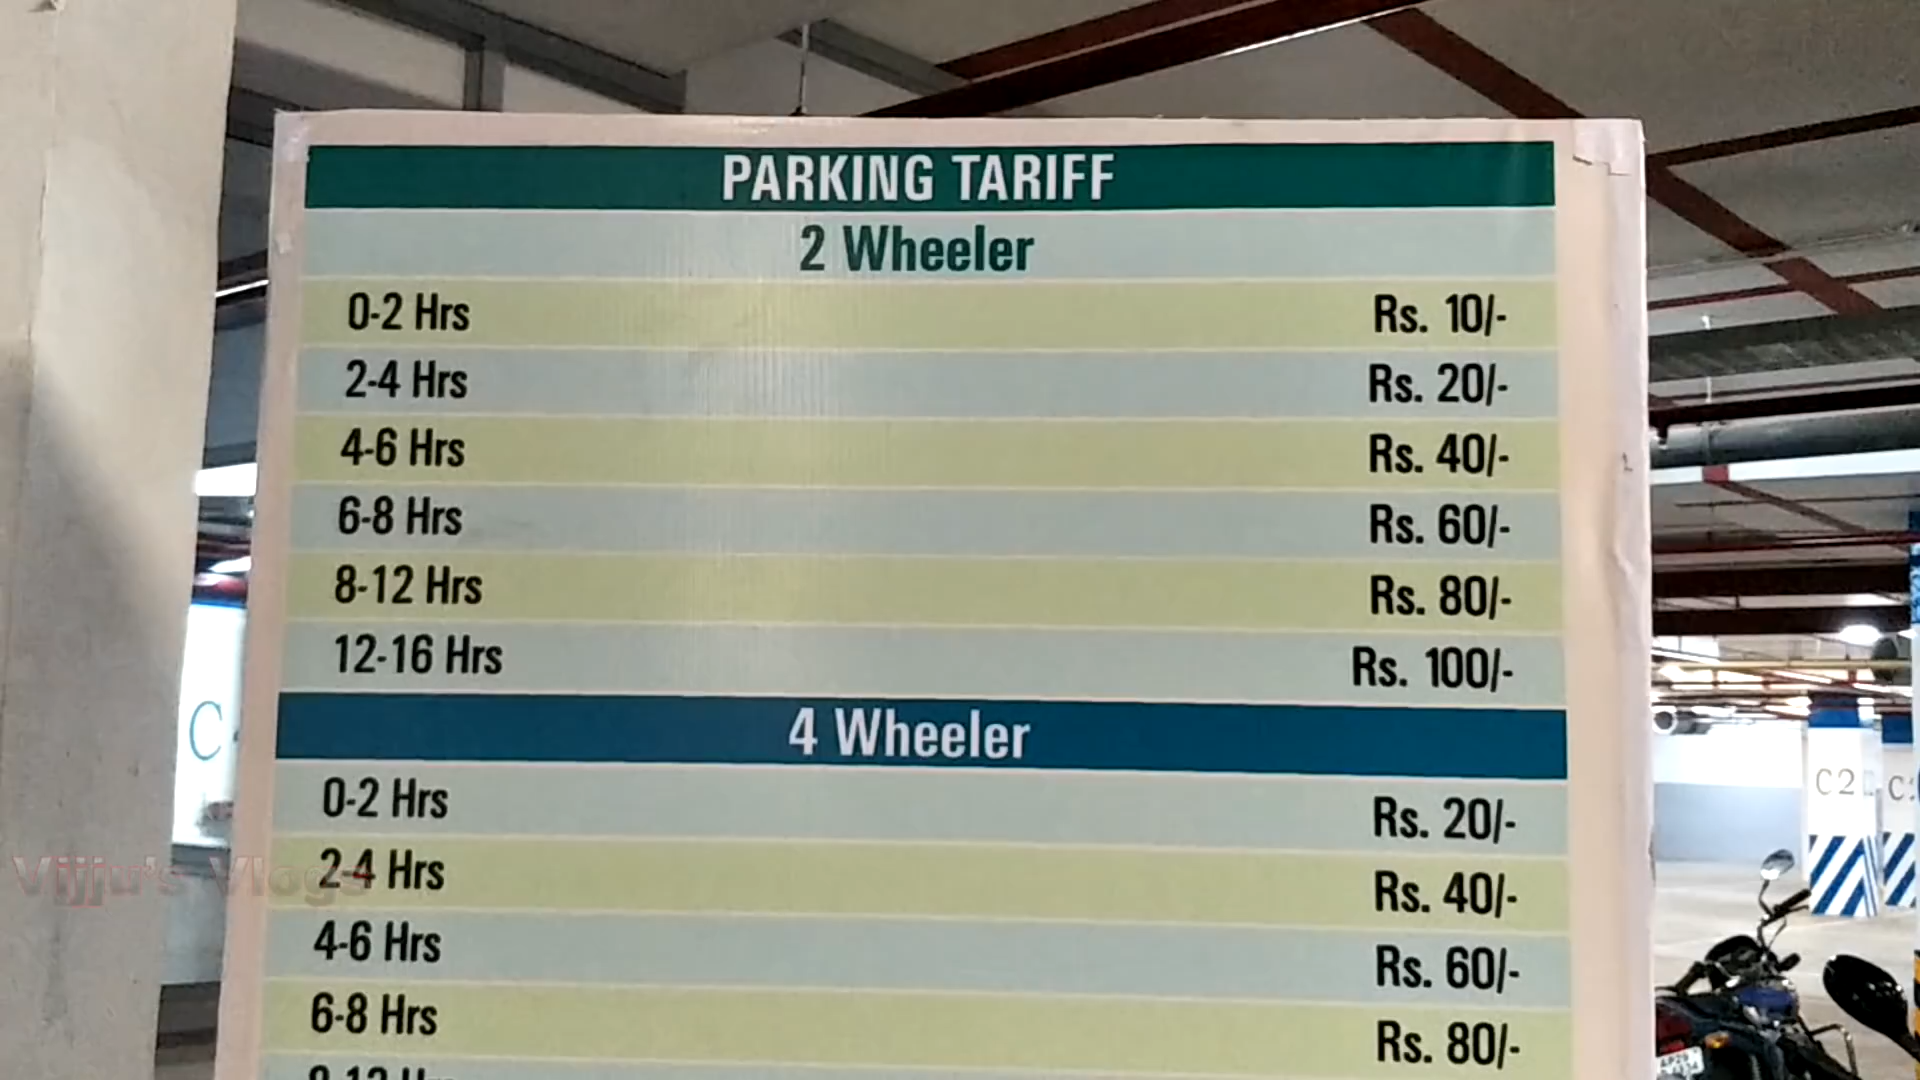 PARKING TARIFF
2 Wheeler
0-2 Hrs Rs. 10/-
2-4 Hrs Rs. 20/-
4-6 Hrs Rs. 40/-
6-8 Hrs Rs. 60/-
8-12 Hrs Rs. 80/-
12-16 Hrs Rs. 100/-
4 Wheeler
0-2 Hrs Rs. 20/-
2-4 Hrs Rs. 40/-
4-6 Hrs Rs. 60/-
6-8 Hrs Rs. 80/-
Vijju's Vlogs
C
C2